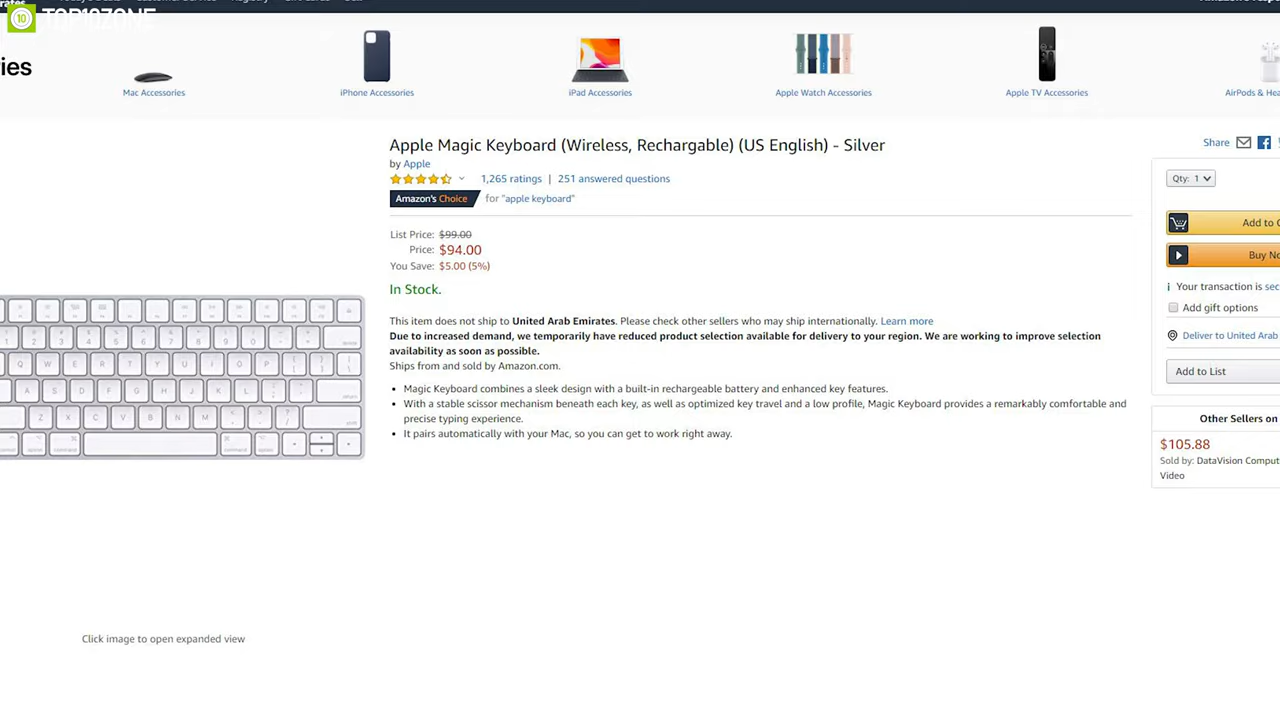 TOP10ZONE
10
ies
Mac Accessories
iPhone Accessories
iPad Accessories
Apple Watch Accessories
Apple TV Accessories
AirPods & Hea
Apple Magic Keyboard (Wireless, Rechargable) (US English) - Silver
by Apple
1,265 ratings | 251 answered questions
Amazon's Choice for "apple keyboard"
List Price: $99.00
Price: $94.00
You Save: $5.00 (5%)
In Stock.
This item does not ship to United Arab Emirates. Please check other sellers who may ship internationally. Learn more
Due to increased demand, we temporarily have reduced product selection available for delivery to your region. We are working to improve selection
availability as soon as possible.
Ships from and sold by Amazon.com.
• Magic Keyboard combines a sleek design with a built-in rechargeable battery and enhanced key features.
• With a stable scissor mechanism beneath each key, as well as optimized key travel and a low profile, Magic Keyboard provides a remarkably comfortable and
precise typing experience.
• It pairs automatically with your Mac, so you can get to work right away.
Click image to open expanded view
Share
Qty: 1
Add to C
Buy No
Your transaction is sec
Add gift options
Deliver to United Arab
Add to List
Other Sellers on
$105.88
Sold by: DataVision Comput
Video